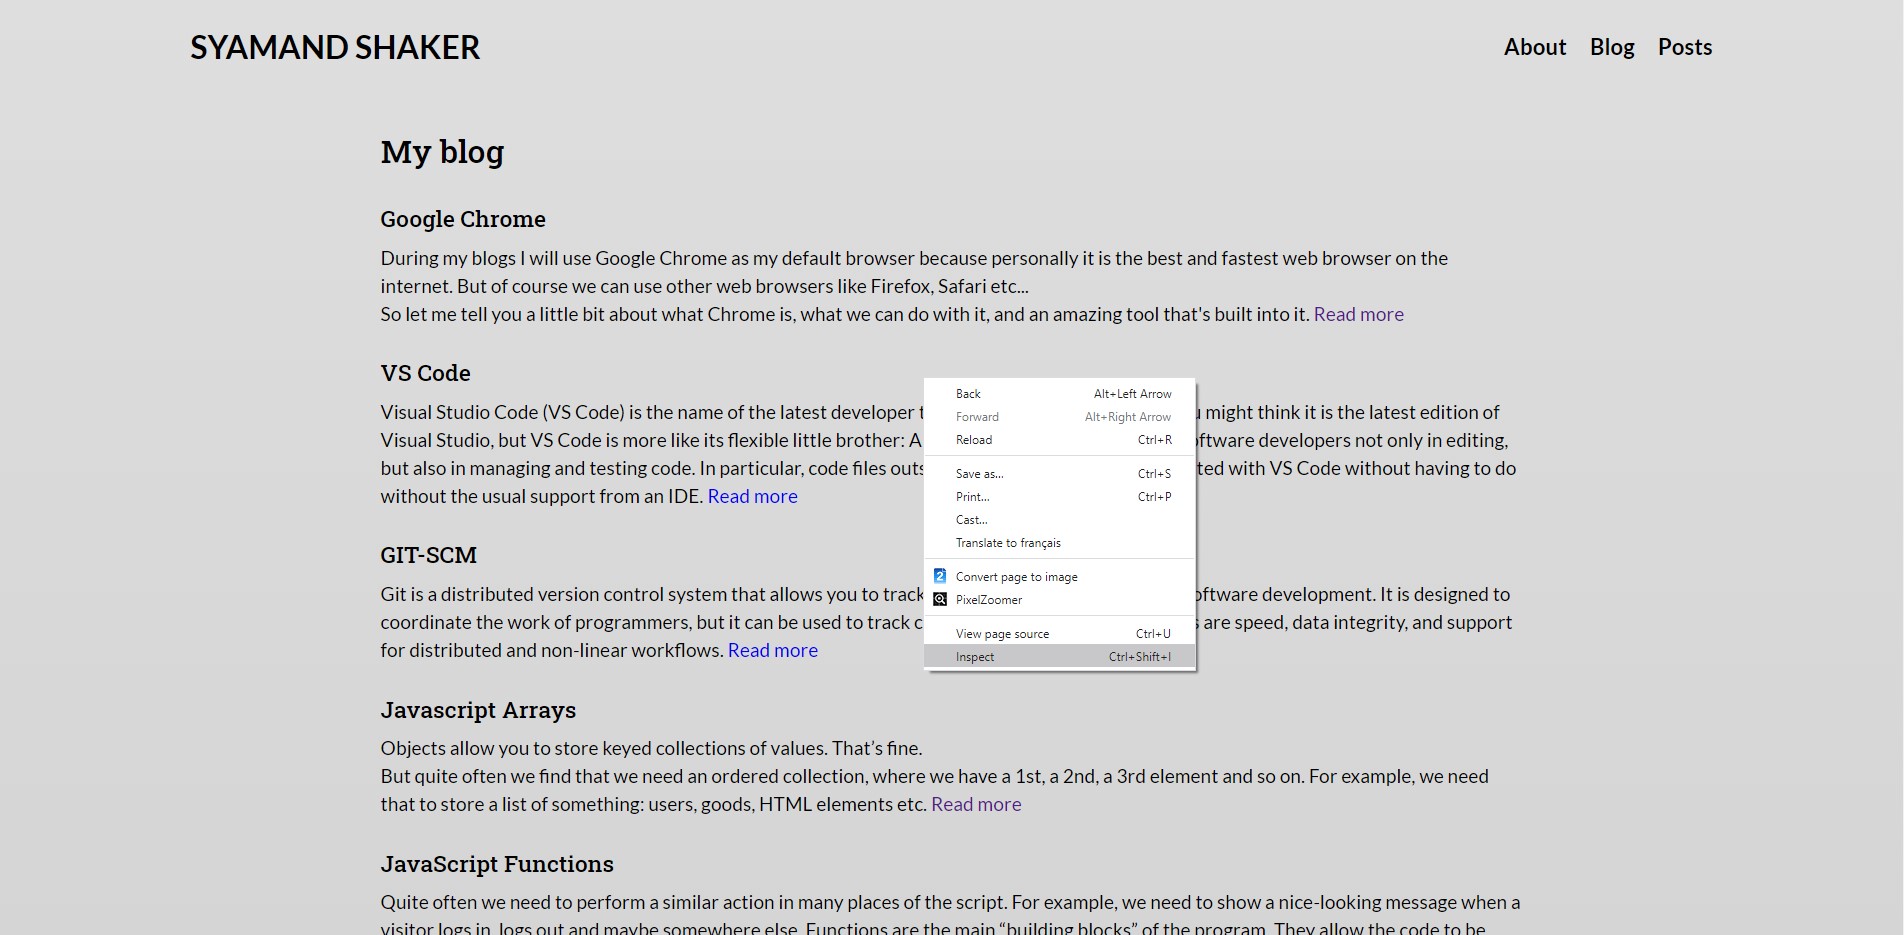 SYAMAND SHAKER
About Blog Posts
My blog
Google Chrome
During my blogs I will use Google Chrome as my default browser because personally it is the best and fastest web browser on the
internet. But of course we can use other web browsers like Firefox, Safari etc...
So let me tell you a little bit about what Chrome is, what we can do with it, and an amazing tool that's built into it. Read more
VS Code
Visual Studio Code (VS Code) is the name of the latest developer might think it is the latest edition of
Visual Studio, but VS Code is more like its flexible little brother: A developers not only in editing,
but also in managing and testing code. In particular, code files with VS Code without having to do
without the usual support from an IDE. Read more
GIT-SCM
Git is a distributed version control system that allows you to track development. It is designed to
coordinate the work of programmers, but it can be used to track are speed, data integrity, and support
for distributed and non-linear workflows. Read more
Javascript Arrays
Objects allow you to store keyed collections of values. That’s fine.
But quite often we find that we need an ordered collection, where we have a 1st, a 2nd, a 3rd element and so on. For example, we need
that to store a list of something: users, goods, HTML elements etc. Read more
JavaScript Functions
Quite often we need to perform a similar action in many places of the script. For example, we need to show a nice-looking message when a
visitor logs in, logs out and maybe somewhere else. Functions are the main “building blocks” of the program. They allow the code to be
Back Alt+Left Arrow
Forward Alt+Right Arrow
Reload Ctrl+R
Save as... Ctrl+S
Print... Ctrl+P
Cast...
Translate to français
Convert page to image
PixelZoomer
View page source Ctrl+U
Inspect Ctrl+Shift+I